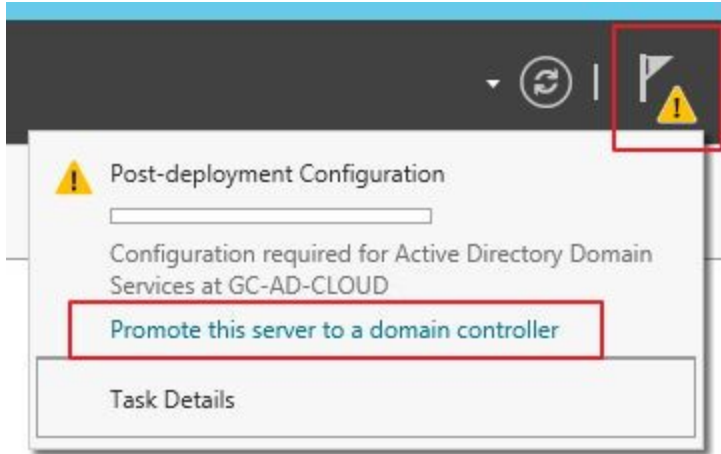 Post-deployment Configuration
Configuration required for Active Directory Domain
Services at GC-AD-CLOUD
Promote this server to a domain controller
Task Details